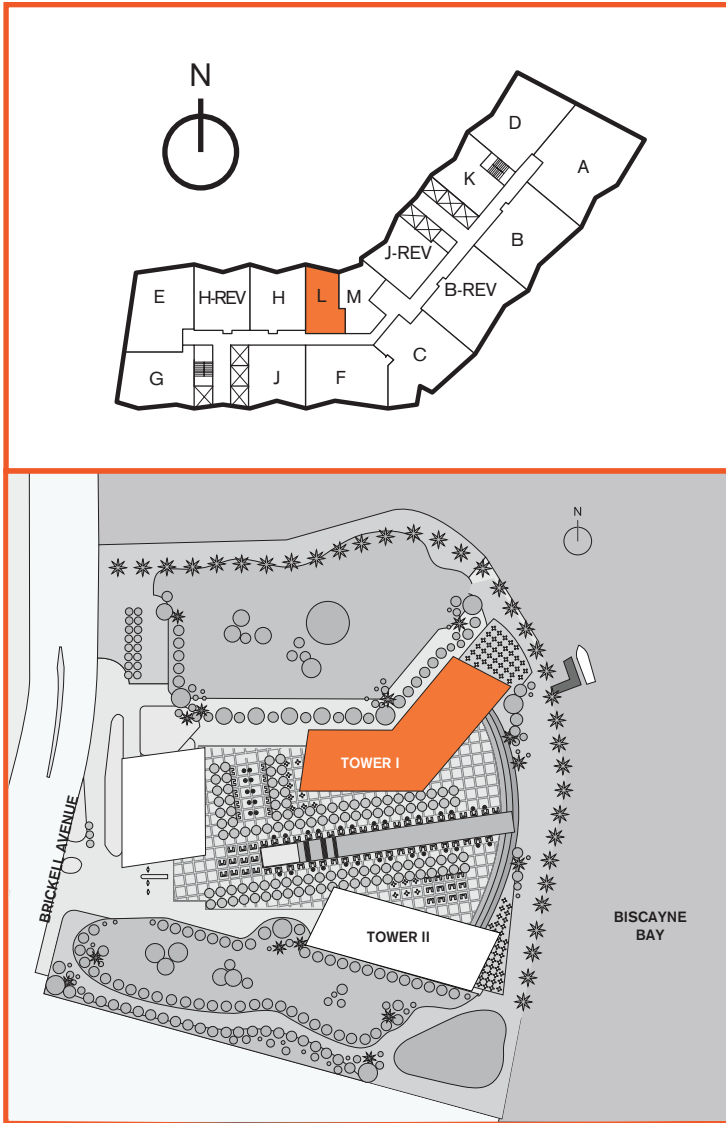 N
D
A
K
B
J-REV
B-REV
E
H-REV
H
L
M
C
G
J
F
N
TOWER I
BRICKELL AVENUE
TOWER II
BISCAYNE
BAY